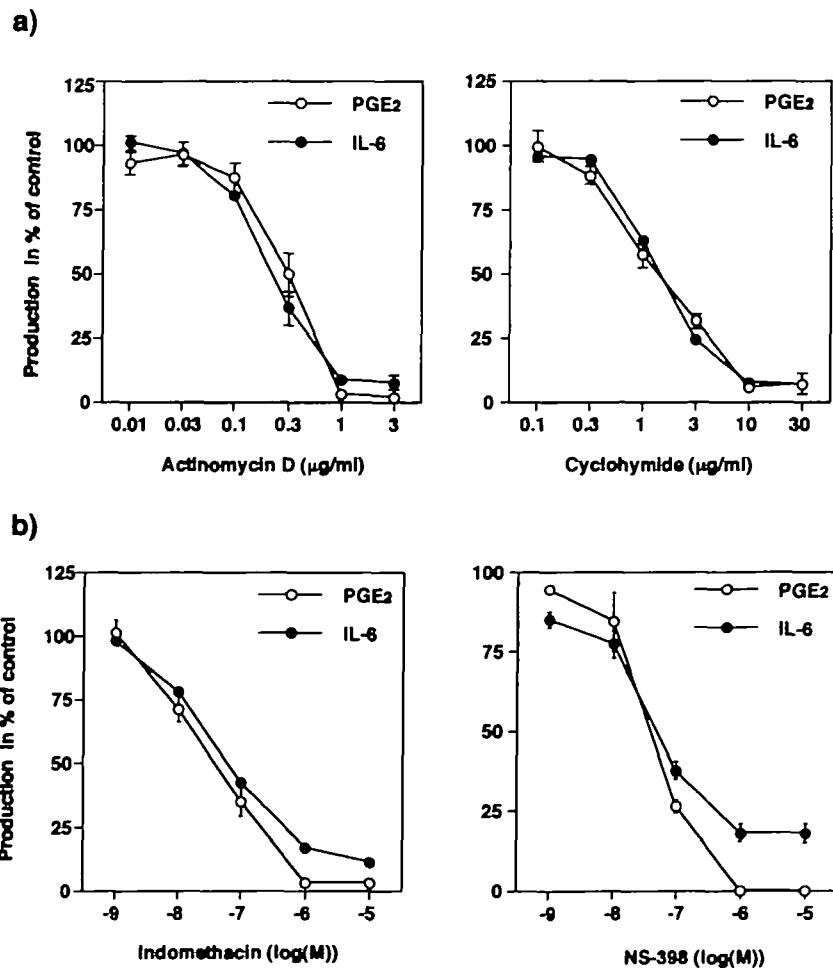 a)
125
100
75
50
25
0
Production in % of control
PGE2
IL-6
0.01 0.03 0.1 0.3 1 3
Actinomycin D (μg/ml)
125
100
75
50
25
0
PGE2
IL-6
0.1 0.3 1 3 10 30
Cyclohymide (μg/ml)
b)
125
100
75
50
25
0
Production in % of control
PGE2
IL-6
-9 -8 -7 -6 -5
Indomethacin (log(M))
100
75
50
25
0
PGE2
IL-6
-9 -8 -7 -6 -5
NS-398 (log(M))